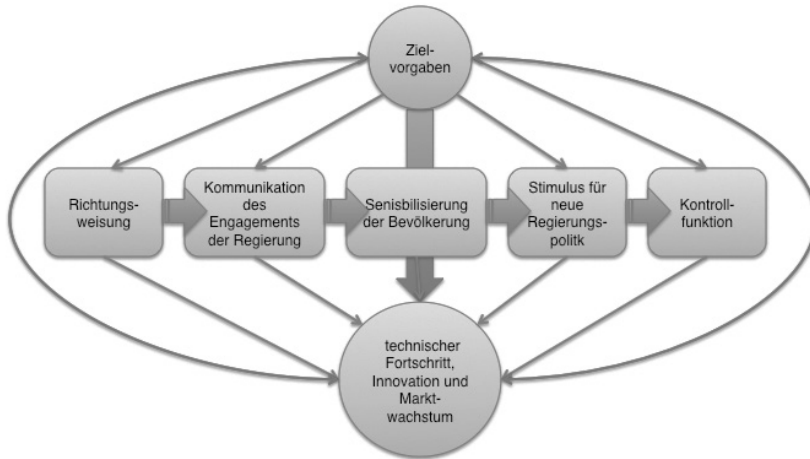 Ziel-
vorgaben
Richtungs-
weisung
Kommunikation
des
Engagements
der Regierung
Senisbilisierung
der Bevölkerung
Stimulus für
neue
Regierungs-
politk
Kontroll-
funktion
technischer
Fortschritt,
Innovation und
Markt-
wachstum